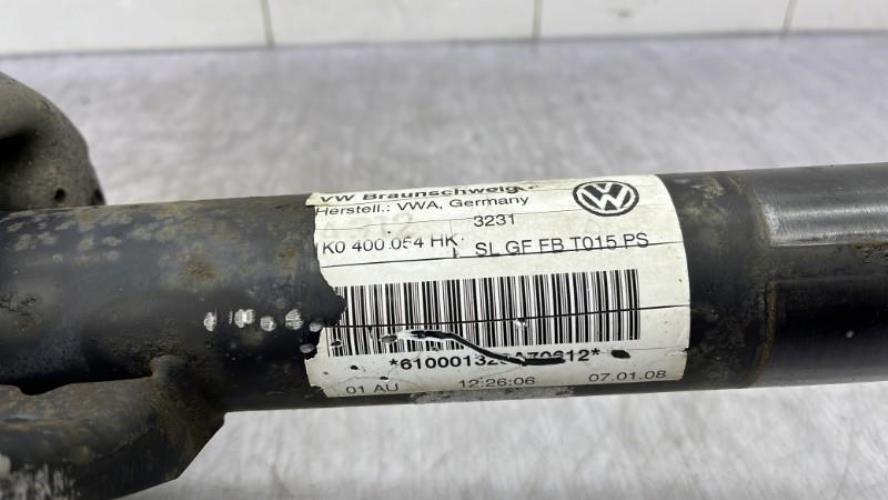 VW Braunschweig
Herstell.: VWA, Germany
3231
K0 400 054 HK
SL GF FB T015 PS
12:26:06
01 AU
07.01.08